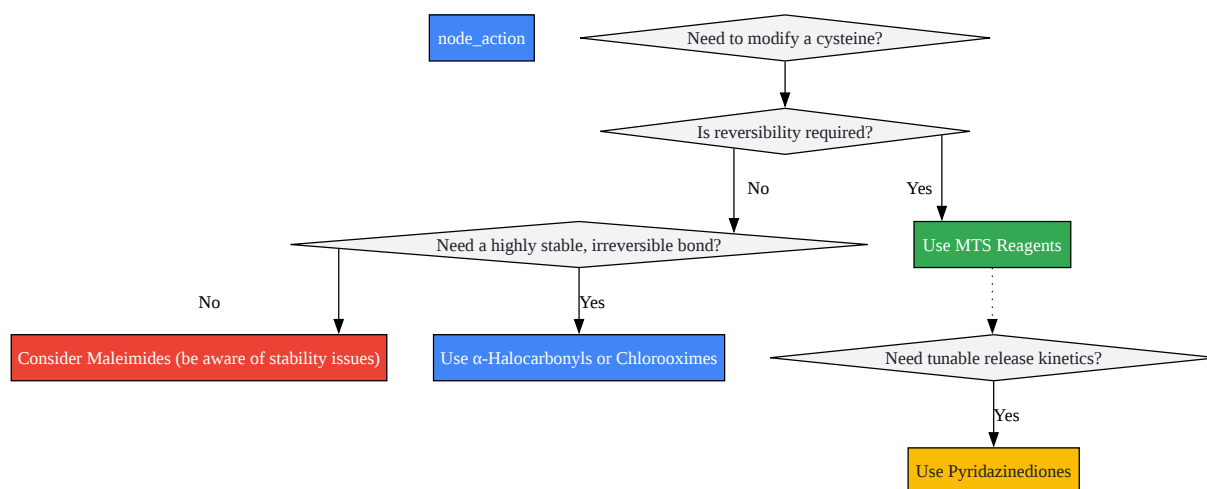 node_action
Need to modify a cysteine?
Is reversibility required?
No
Yes
Need a highly stable, irreversible bond?
Use MTS Reagents
No
Yes
Consider Maleimides (be aware of stability issues)
Use α-Halocarbonyls or Chlorooximes
Need tunable release kinetics?
Yes
Use Pyridazinediones